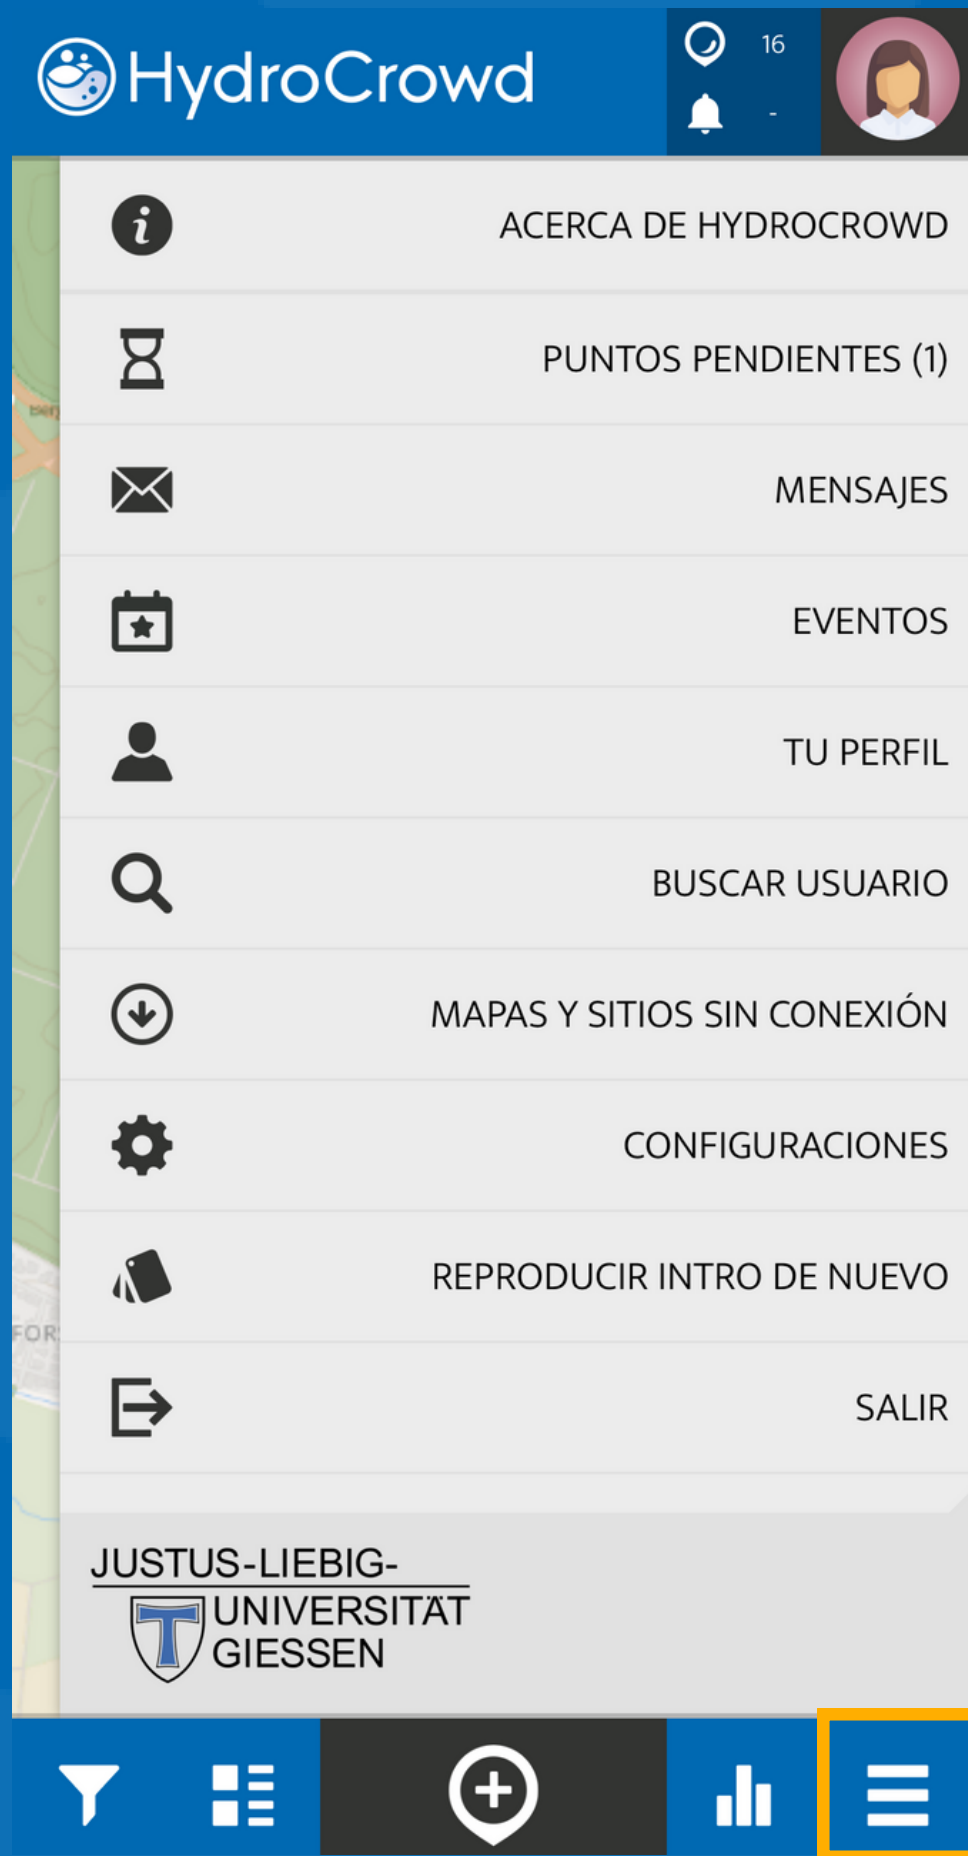 HydroCrowd
16
-
ACERCA DE HYDROCROWD
PUNTOS PENDIENTES (1)
MENSAJES
EVENTOS
TU PERFIL
BUSCAR USUARIO
MAPAS Y SITIOS SIN CONEXIÓN
CONFIGURACIONES
REPRODUCIR INTRO DE NUEVO
FOR
SALIR
JUSTUS-LIEBIG-
UNIVERSITÄT
GIESSEN